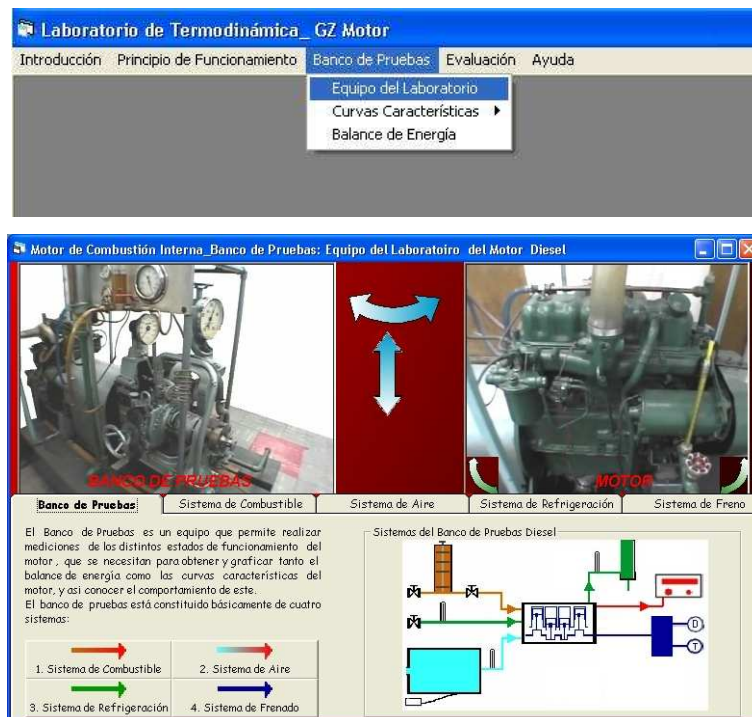 Laboratorio de Termodinámica_ GZ Motor
Introducción Principio de Funcionamiento Banco de Pruebas Evaluación Ayuda
Equipo del Laboratorio
Curvas Características
Balance de Energía
Motor de Combustión Interna_Banco de Pruebas: Equipo del Laboratoiro del Motor Diesel
BANCO DE PRUEBAS
MOTOR
Banco de Pruebas Sistema de Combustible Sistema de Aire Sistema de Refrigeración Sistema de Freno
El Banco de Pruebas es un equipo que permite realizar
mediciones de los distintos estados de funcionamiento del
motor , que se necesitan para obtener y graficar tanto el
balance de energía como las curvas características del
motor, y asi conocer el comportamiento de este.
El banco de pruebas está constituido básicamente de cuatro
sistemas:
1. Sistema de Combustible 2. Sistema de Aire
3. Sistema de Refrigeración 4. Sistema de Frenado
Sistemas del Banco de Pruebas Diesel
D
T